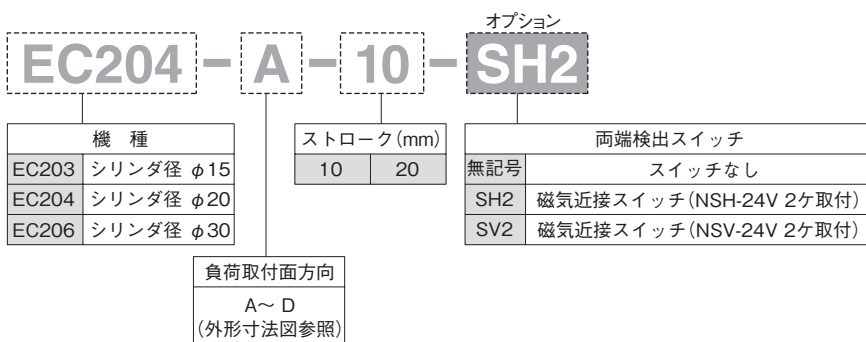 オプション
EC204-A-10-SH2
機 種
EC203 シリンダ径 φ15
EC204 シリンダ径 φ20
EC206 シリンダ径 φ30
ストローク(mm)
10 20
両端検出スイッチ
無記号 スイッチなし
SH2 磁気近接スイッチ(NSH-24V 2ケ取付)
SV2 磁気近接スイッチ(NSV-24V 2ケ取付)
負荷取付面方向
A〜 D
(外形寸法図参照)